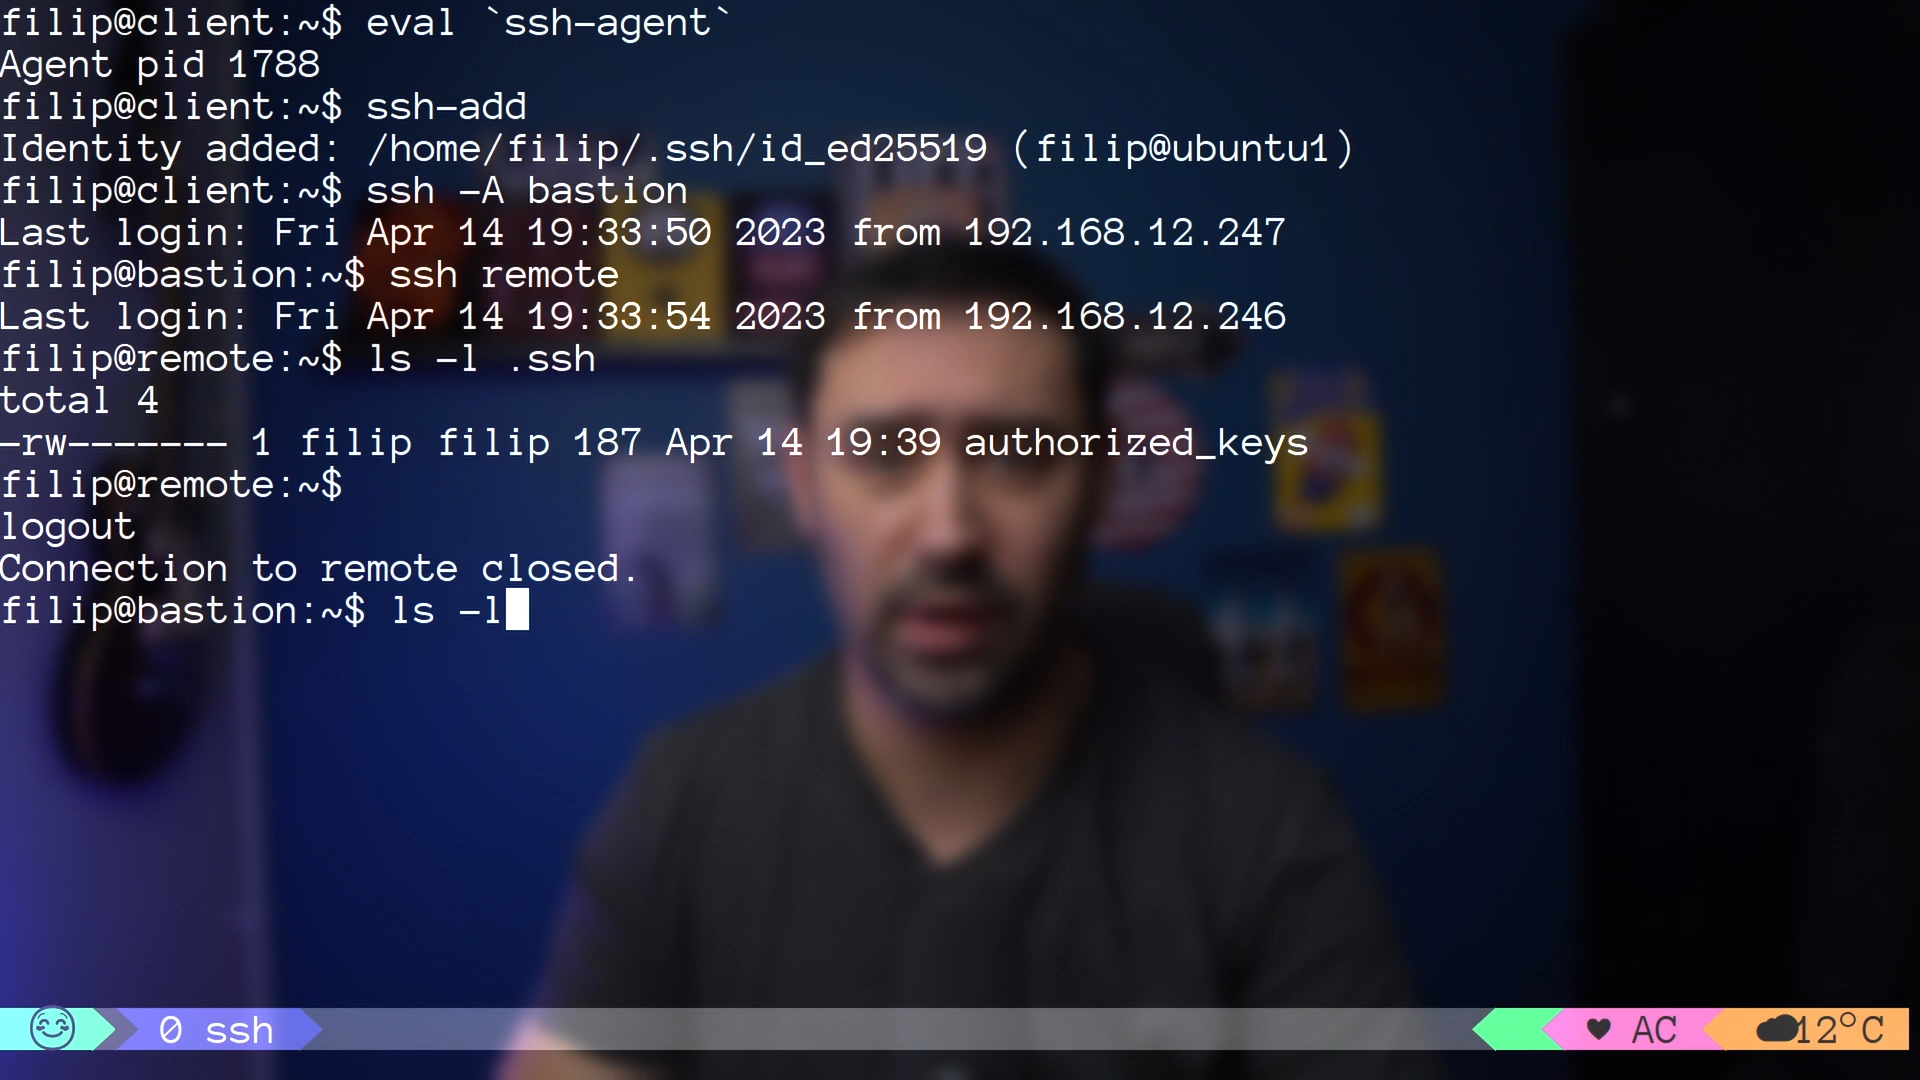 filip@client:~$ eval `ssh-agent`
Agent pid 1788
filip@client:~$ ssh-add
Identity added: /home/filip/.ssh/id_ed25519 (filip@ubuntu1)
filip@client:~$ ssh -A bastion
Last login: Fri Apr 14 19:33:50 2023 from 192.168.12.247
filip@bastion:~$ ssh remote
Last login: Fri Apr 14 19:33:54 2023 from 192.168.12.246
filip@remote:~$ ls -l .ssh
total 4
-rw------- 1 filip filip 187 Apr 14 19:39 authorized_keys
filip@remote:~$
logout
Connection to remote closed.
filip@bastion:~$ ls -l
0 ssh
♥ AC
12°C